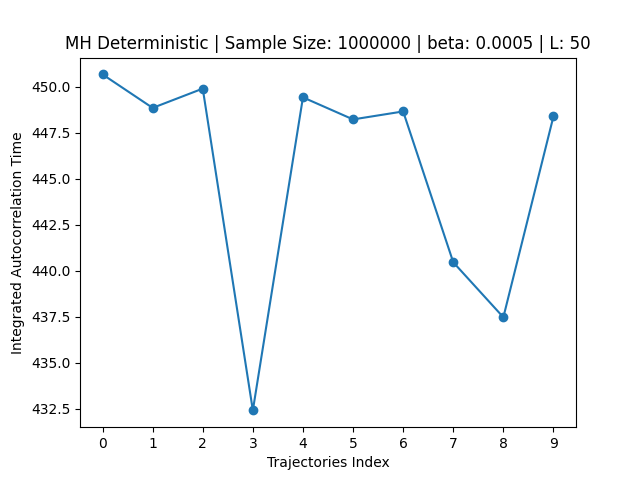 MH Deterministic | Sample Size: 1000000 | beta: 0.0005 | L: 50
Integrated Autocorrelation Time
450.0
447.5
445.0
442.5
440.0
437.5
435.0
432.5
0 1 2 3 4 5 6 7 8 9
Trajectories Index